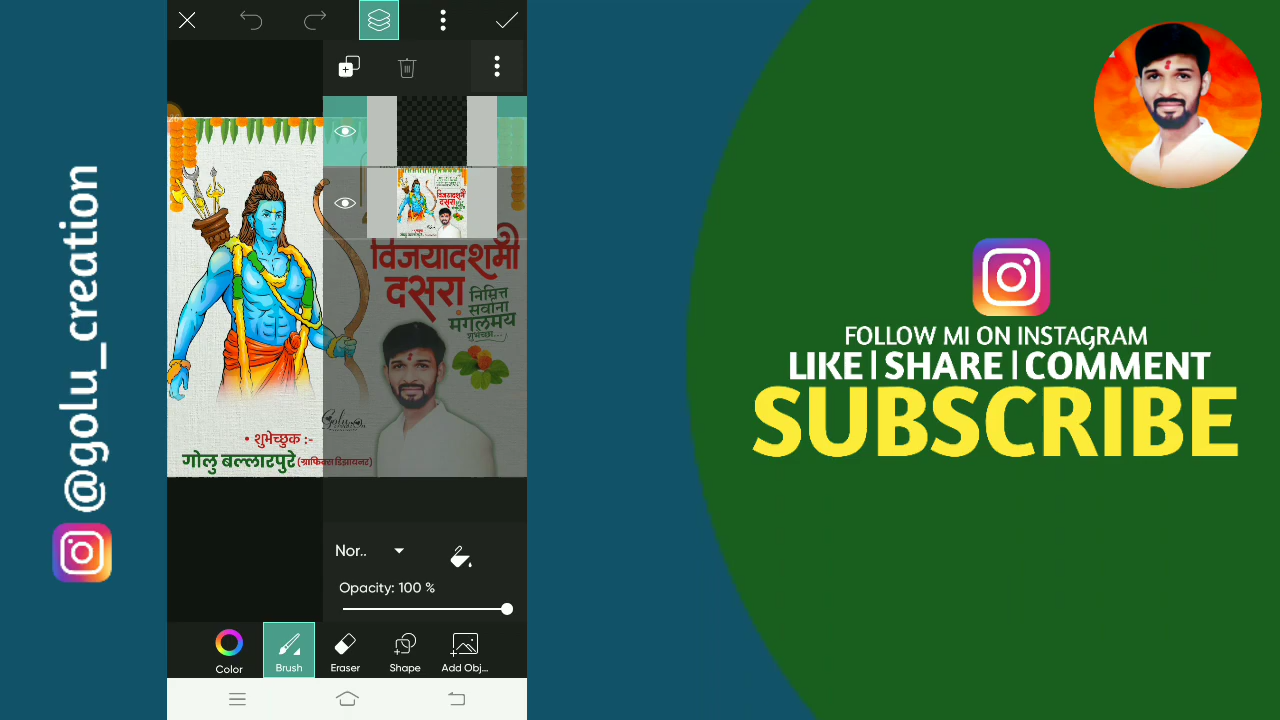 @golu_creation
विजयादशमी
दसरा
निमित्त
सर्वांना
मंगलमय
शुभेच्छा...
• शुभेच्छुक :-
गोलु बल्लारपुरे (ग्राफिक्स डिझायनर)
Nor..
Opacity: 100 %
Color
Brush
Eraser
Shape
Add Obj...
FOLLOW MI ON INSTAGRAM
LIKE | SHARE | COMMENT
SUBSCRIBE